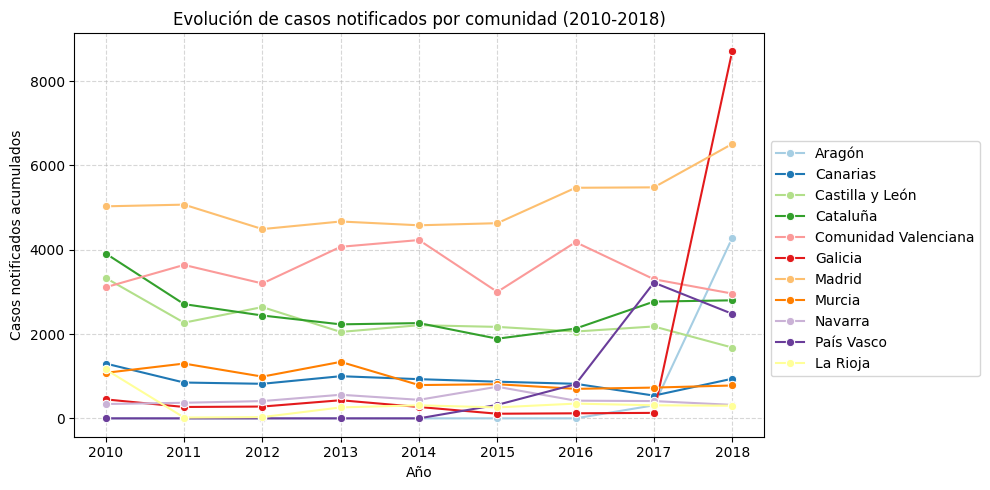 Evolución de casos notificados por comunidad (2010-2018)
Casos notificados acumulados
8000
6000
4000
2000
0
2010 2011 2012 2013 2014 2015 2016 2017 2018
Año
Aragón
Canarias
Castilla y León
Cataluña
Comunidad Valenciana
Galicia
Madrid
Murcia
Navarra
País Vasco
La Rioja